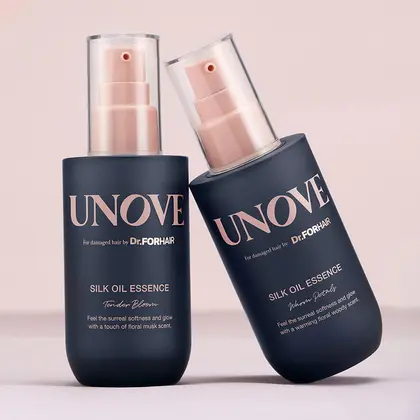 UNOVE
for damaged hair by Dr.FORHAIR
SILK OIL ESSENCE
Tender Bloom
Feel the surreal softness and glow
with a touch of floral musk scent.
UNOVE
for damaged hair by Dr.FORHAIR
SILK OIL ESSENCE
Warm Petals
Feel the surreal softness and glow
with a warming floral woody scent.